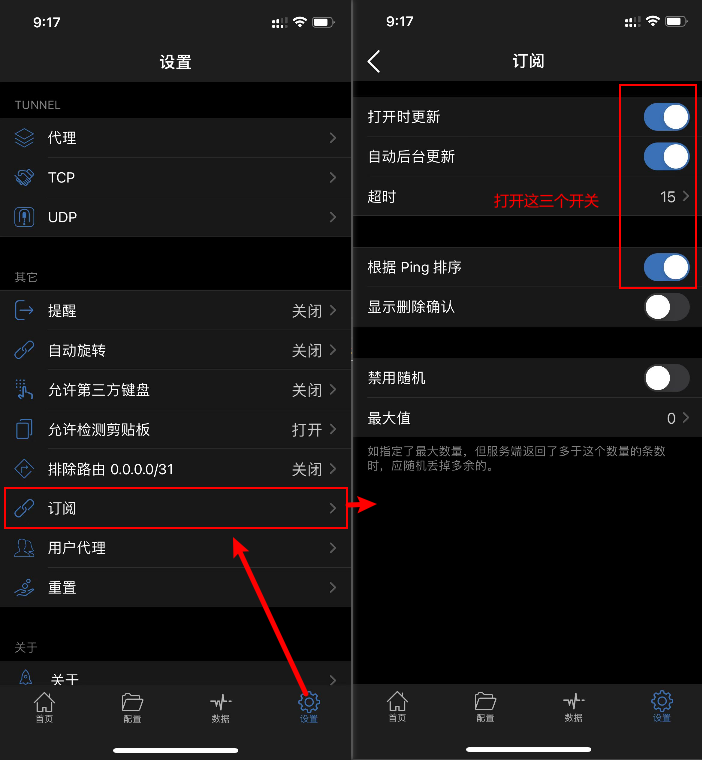 9:17
设置
TUNNEL
代理
TCP
UDP
其它
提醒 关闭
自动旋转 关闭
允许第三方键盘 关闭
允许检测剪贴板 打开
排除路由 0.0.0.0/31 关闭
订阅
用户代理
重置
关于
关于
首页 配置 数据 设置
9:17
订阅
打开时更新
自动后台更新
超时 15
打开这三个开关
根据 Ping 排序
显示删除确认
禁用随机
最大值 0
如指定了最大数量，但服务端返回了多于这个数量的条数
时，应随机丢掉多余的。
首页 配置 数据 设置